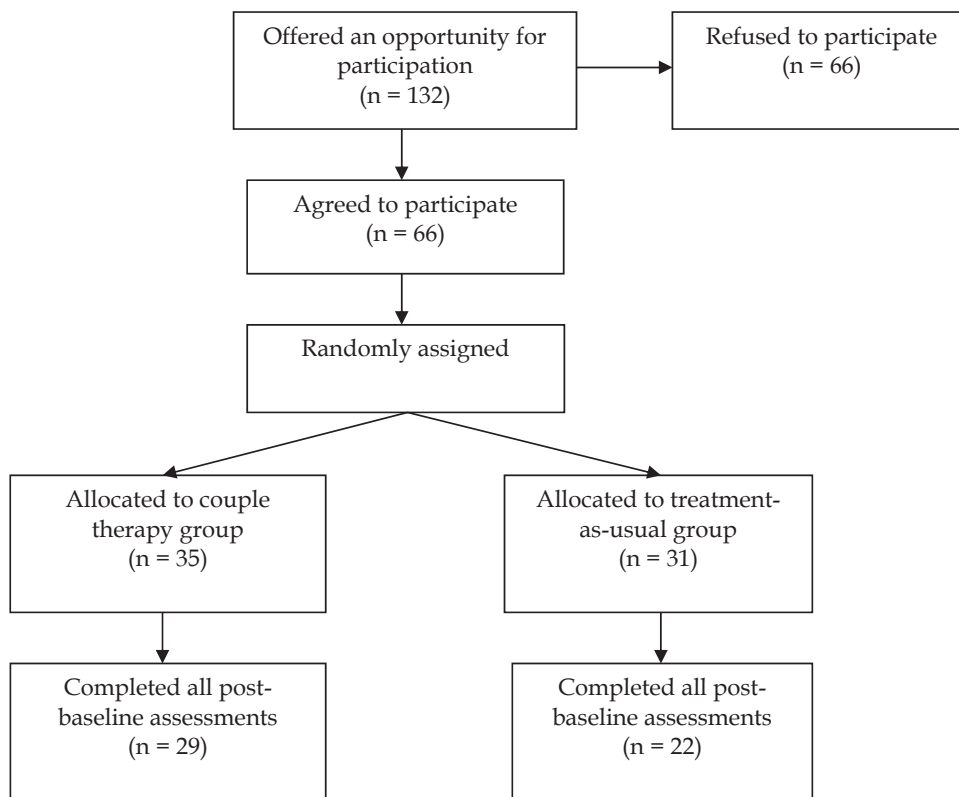 Offered an opportunity for
participation
(n = 132)
Refused to participate
(n = 66)
Agreed to participate
(n = 66)
Randomly assigned
Allocated to couple
therapy group
(n = 35)
Allocated to treatment-
as-usual group
(n = 31)
Completed all post-
baseline assessments
(n = 29)
Completed all post-
baseline assessments
(n = 22)